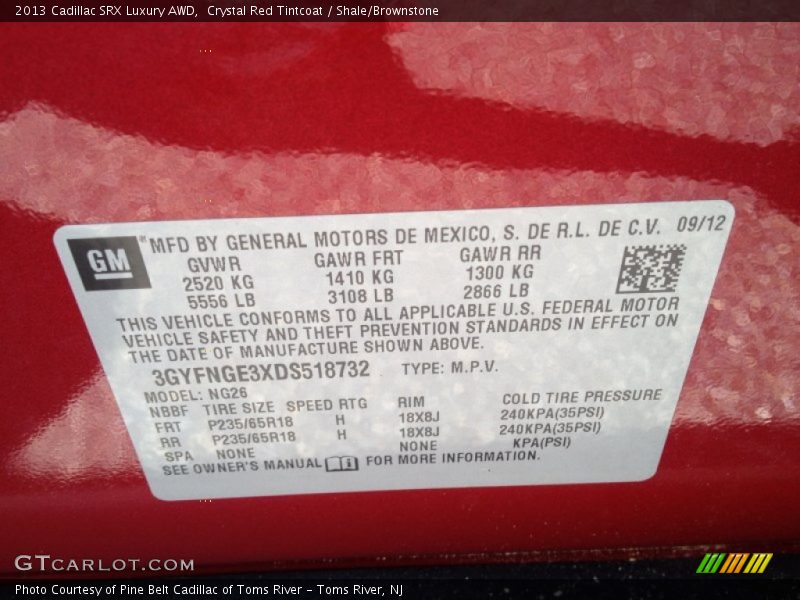 2013 Cadillac SRX Luxury AWD, Crystal Red Tintcoat / Shale/Brownstone
GM
MFD BY GENERAL MOTORS DE MEXICO, S. DE R.L. DE C.V. 09/12
GVWR GAWR FRT GAWR RR
2520 KG 1410 KG 1300 KG
5556 LB 3108 LB 2866 LB
THIS VEHICLE CONFORMS TO ALL APPLICABLE U.S. FEDERAL MOTOR
VEHICLE SAFETY AND THEFT PREVENTION STANDARDS IN EFFECT ON
THE DATE OF MANUFACTURE SHOWN ABOVE.
3GYFNGE3XDS518732 TYPE: M.P.V.
MODEL: NG26
NBBF TIRE SIZE SPEED RTG RIM COLD TIRE PRESSURE
FRT P235/65R18 H 18X8J 240KPA(35PSI)
RR P235/65R18 H 18X8J 240KPA(35PSI)
SPA NONE NONE KPA(PSI)
SEE OWNER'S MANUAL FOR MORE INFORMATION.
GTCARLOT.COM
Photo Courtesy of Pine Belt Cadillac of Toms River – Toms River, NJ